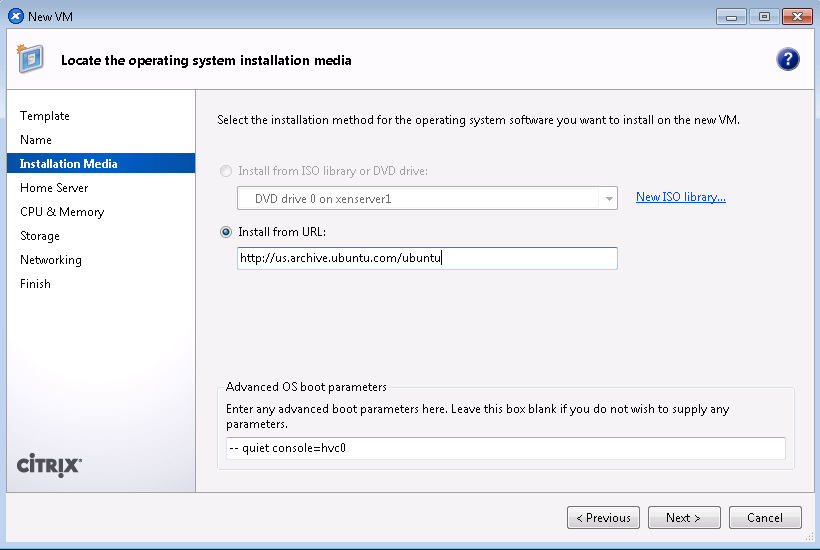 New VM
Locate the operating system installation media
?
Template
Name
Installation Media
Home Server
CPU & Memory
Storage
Networking
Finish
CITRIX
Select the installation method for the operating system software you want to install on the new VM.
Install from ISO library or DVD drive:
DVD drive 0 on xenserver1
New ISO library...
Install from URL:
http://us.archive.ubuntu.com/ubuntu
Advanced OS boot parameters
Enter any advanced boot parameters here. Leave this box blank if you do not wish to supply any
parameters.
-- quiet console=hvc0
< Previous
Next >
Cancel